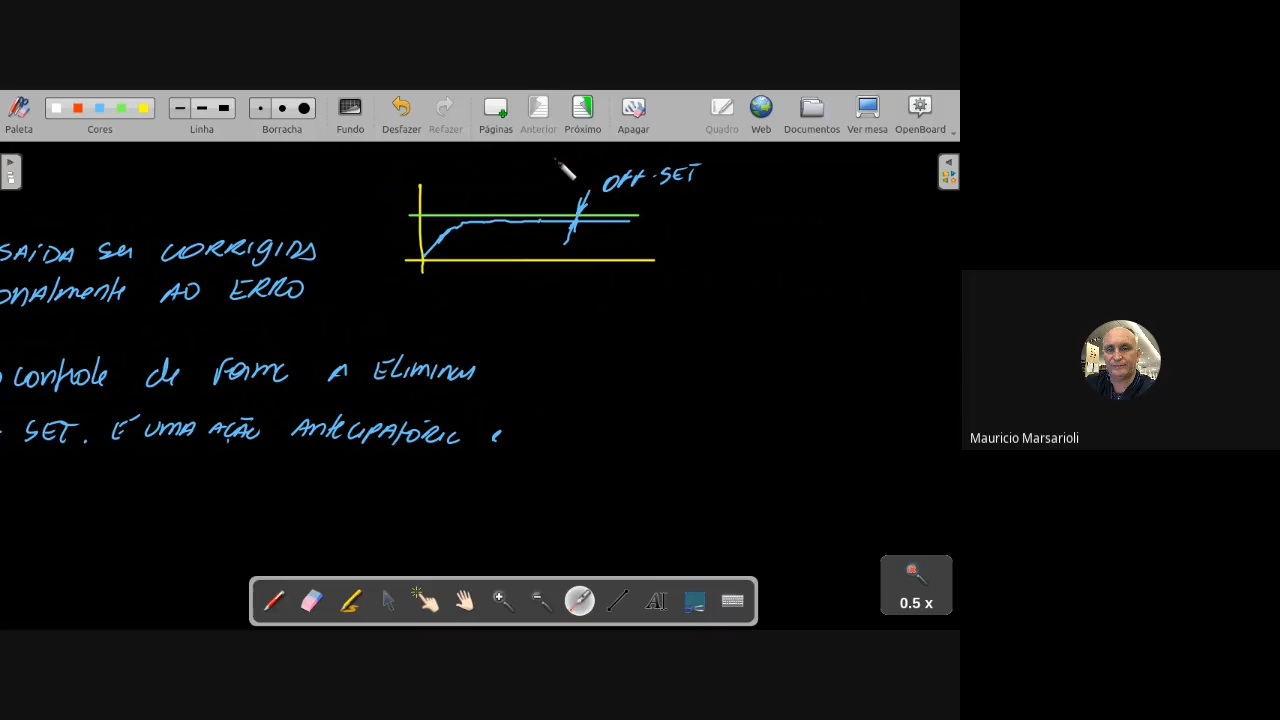 Paleta Cores Linha Borracha Fundo Desfazer Refazer Páginas Anterior Próximo Apagar Quadro Web Documentos Ver mesa OpenBoard
OFF-SET
SAÍDA SER CORRIGIDA
onalmente AO ERRO
controle de A Eliminar
SET. É UMA AÇÃO ANTECIPATÓRIA e
Mauricio Marsarioli
0.5 x